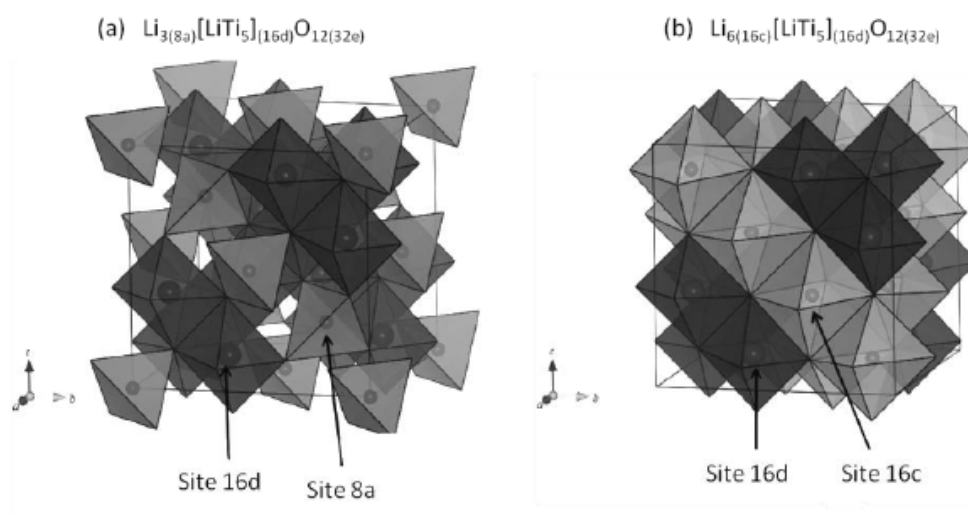 (a) Li₃₍₈ₐ₎[LiTi₅]₍₁₆d₎O₁₂₍₃₂ₑ₎
(b) Li₆₍₁₆c₎[LiTi₅]₍₁₆d₎O₁₂₍₃₂ₑ₎
c
a
b
c
a
b
Site 16d
Site 8a
Site 16d
Site 16c